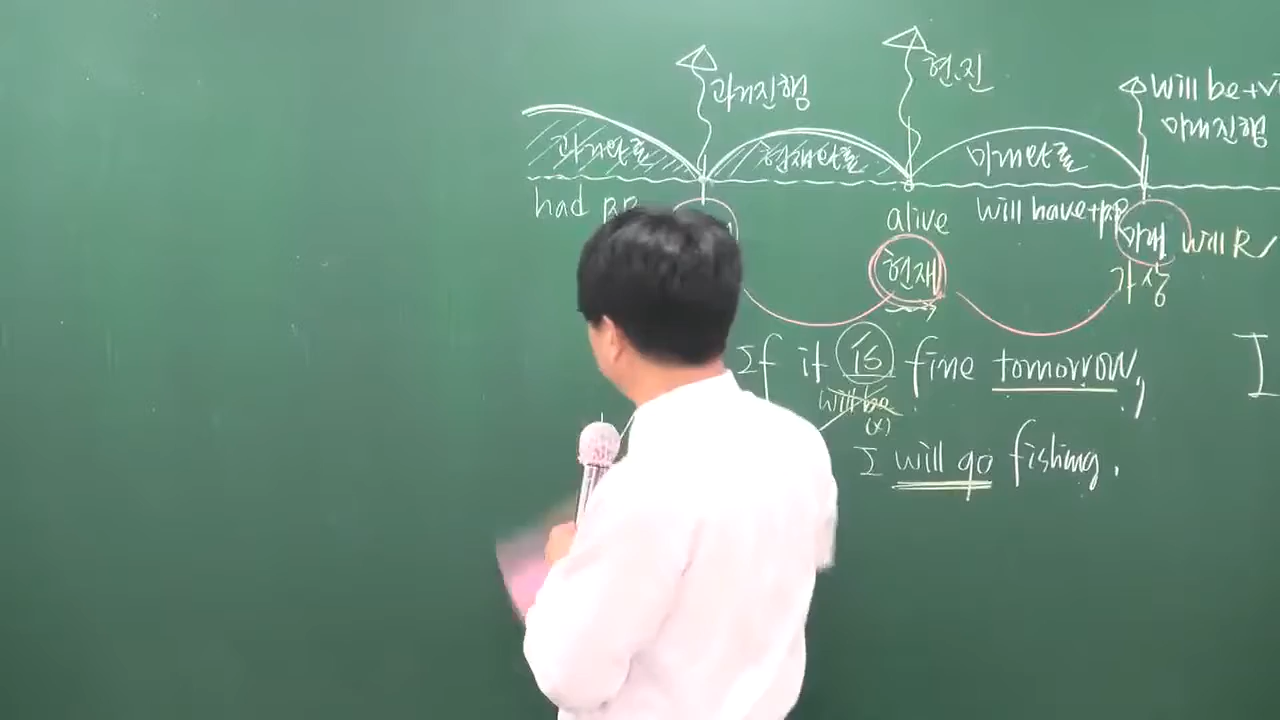 과거진행 현.진 will be+vi
미래진행
과거완료 현재완료 미래완료
had p.p alive will have+p.p
현재 미래 will R
가상
If it is fine tomorrow, I
will be
(x)
I will go fishing.